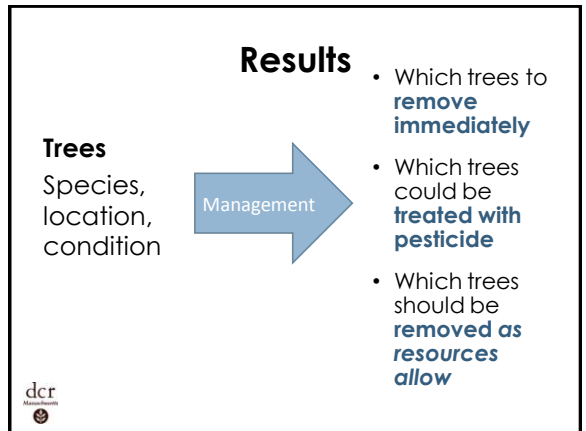 Results
Trees
Species,
location,
condition
Management
• Which trees to
remove
immediately
• Which trees
could be
treated with
pesticide
• Which trees
should be
removed as
resources
allow
dcr
Massachusetts